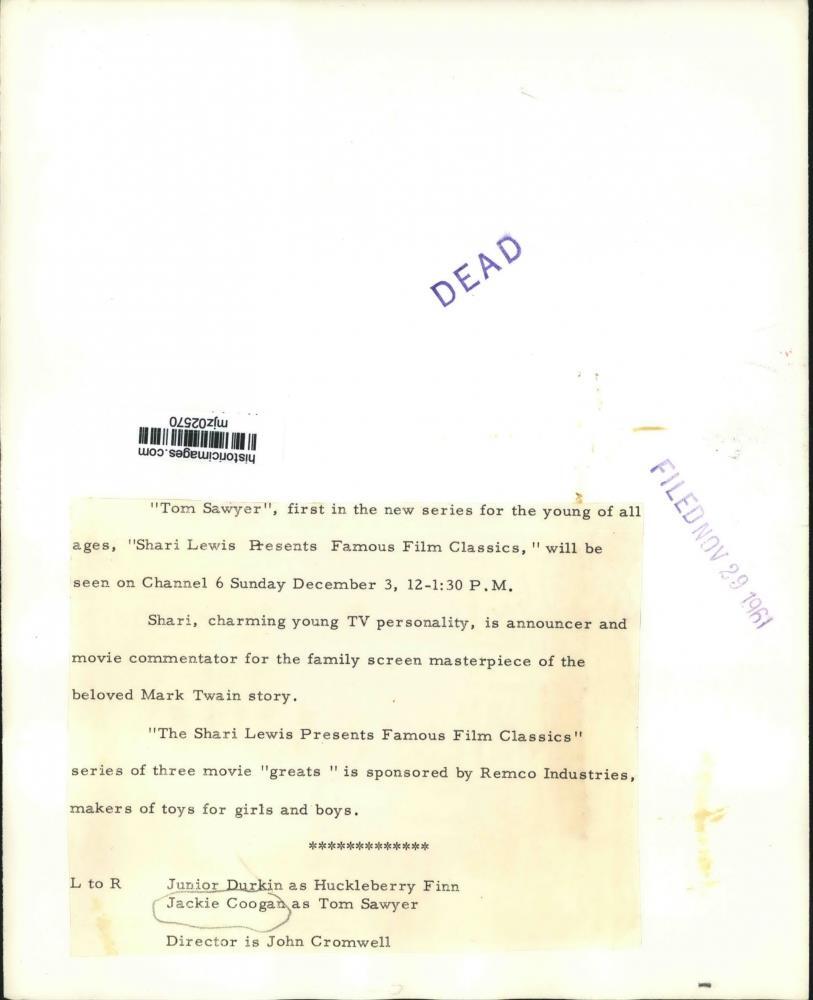 DEAD
mjz02570
historicimages.com
FILED NOV 29 1961
"Tom Sawyer", first in the new series for the young of all
ages, "Shari Lewis Presents Famous Film Classics," will be
seen on Channel 6 Sunday December 3, 12-1:30 P.M.
Shari, charming young TV personality, is announcer and
movie commentator for the family screen masterpiece of the
beloved Mark Twain story.
"The Shari Lewis Presents Famous Film Classics"
series of three movie "greats " is sponsored by Remco Industries,
makers of toys for girls and boys.
*************
L to R Junior Durkin as Huckleberry Finn
Jackie Coogan as Tom Sawyer
Director is John Cromwell